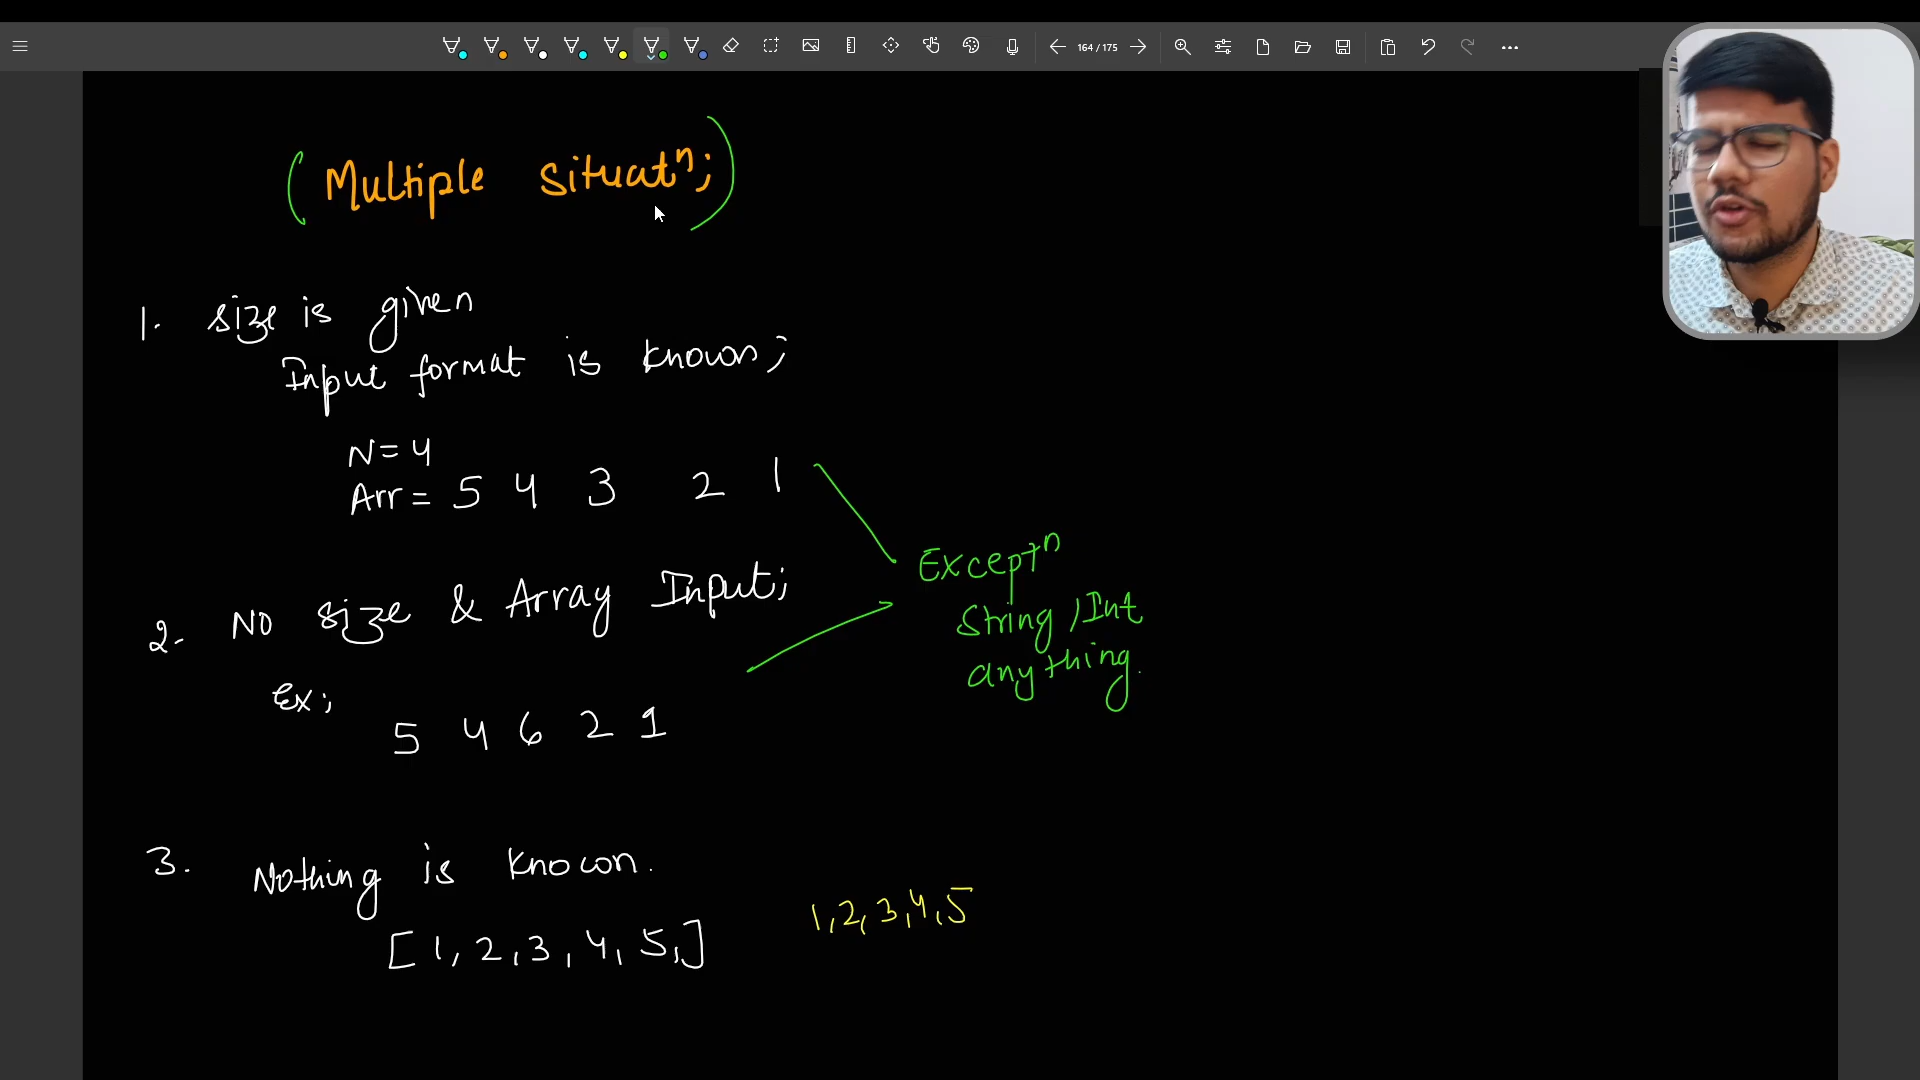 164 / 175
( Multiple Situatⁿ; )
1. Size is given
Input format is known;
N = 4
Arr = 5 4 3 2 1
Exceptⁿ
String / Int
anything.
2. No size & Array Input;
Ex;
5 4 6 2 1
3. Nothing is known.
[ 1, 2, 3, 4, 5, ]
1, 2, 3, 4, 5